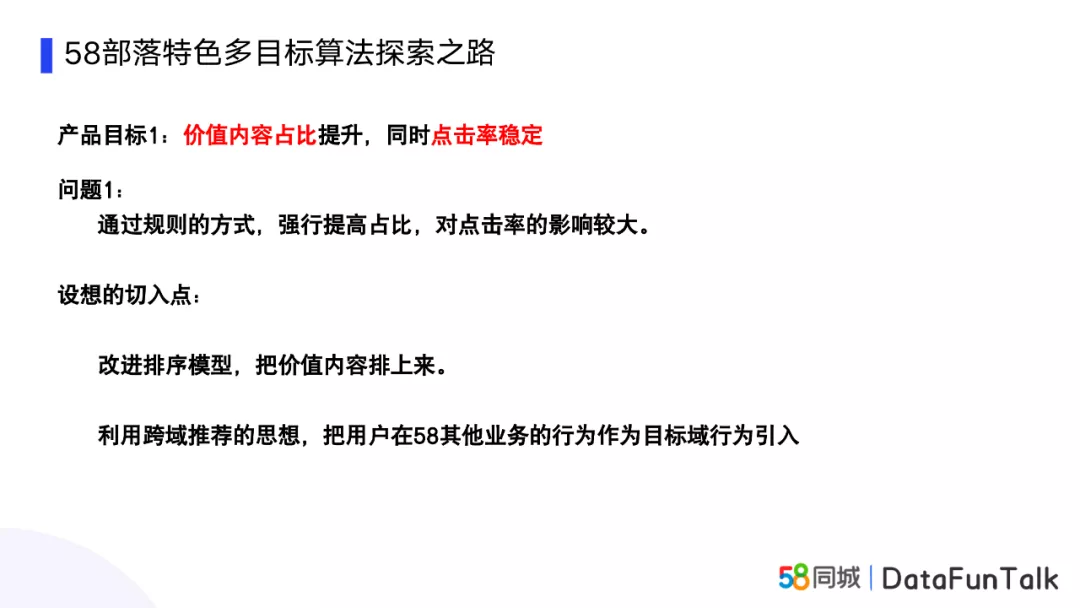 58部落特色多目标算法探索之路
产品目标1：价值内容占比提升，同时点击率稳定
问题1：
通过规则的方式，强行提高占比，对点击率的影响较大。
设想的切入点：
改进排序模型，把价值内容排上来。
利用跨域推荐的思想，把用户在58其他业务的行为作为目标域行为引入
58同城 | DataFunTalk